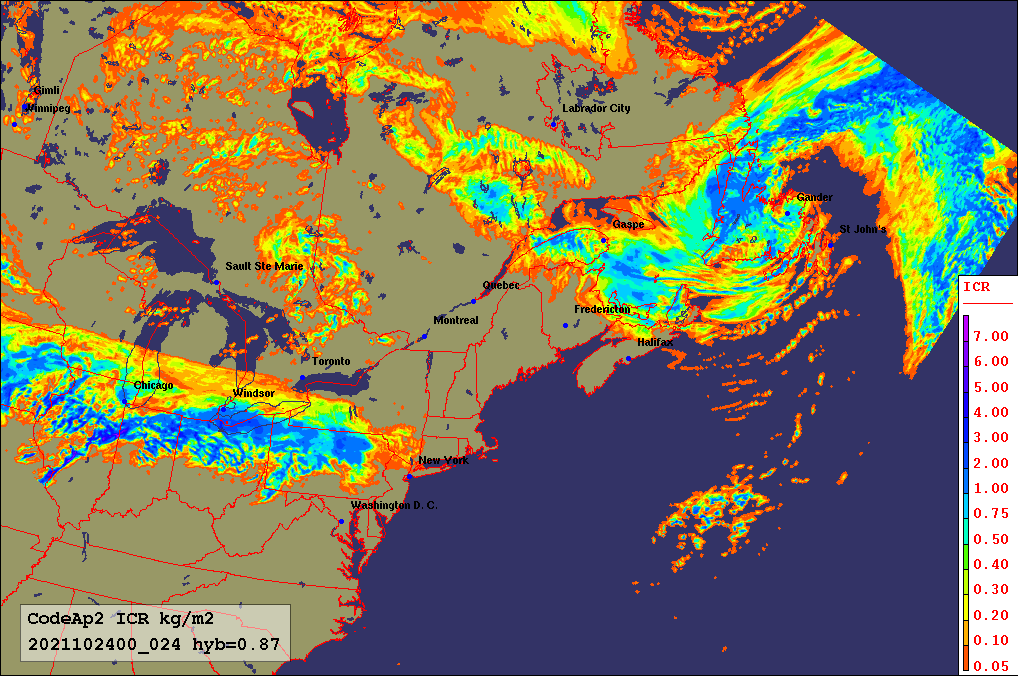 Gimli
Winnipeg
Labrador City
Gander
Gaspe
St John's
Sault Ste Marie
Quebec
Fredericton
Montreal
Halifax
Toronto
Chicago
Windsor
New York
Washington D. C.
ICR
7.00
6.00
5.00
4.00
3.00
2.00
1.00
0.75
0.50
0.40
0.30
0.20
0.10
0.05
CodeAp2 ICR kg/m2
2021102400_024 hyb=0.87